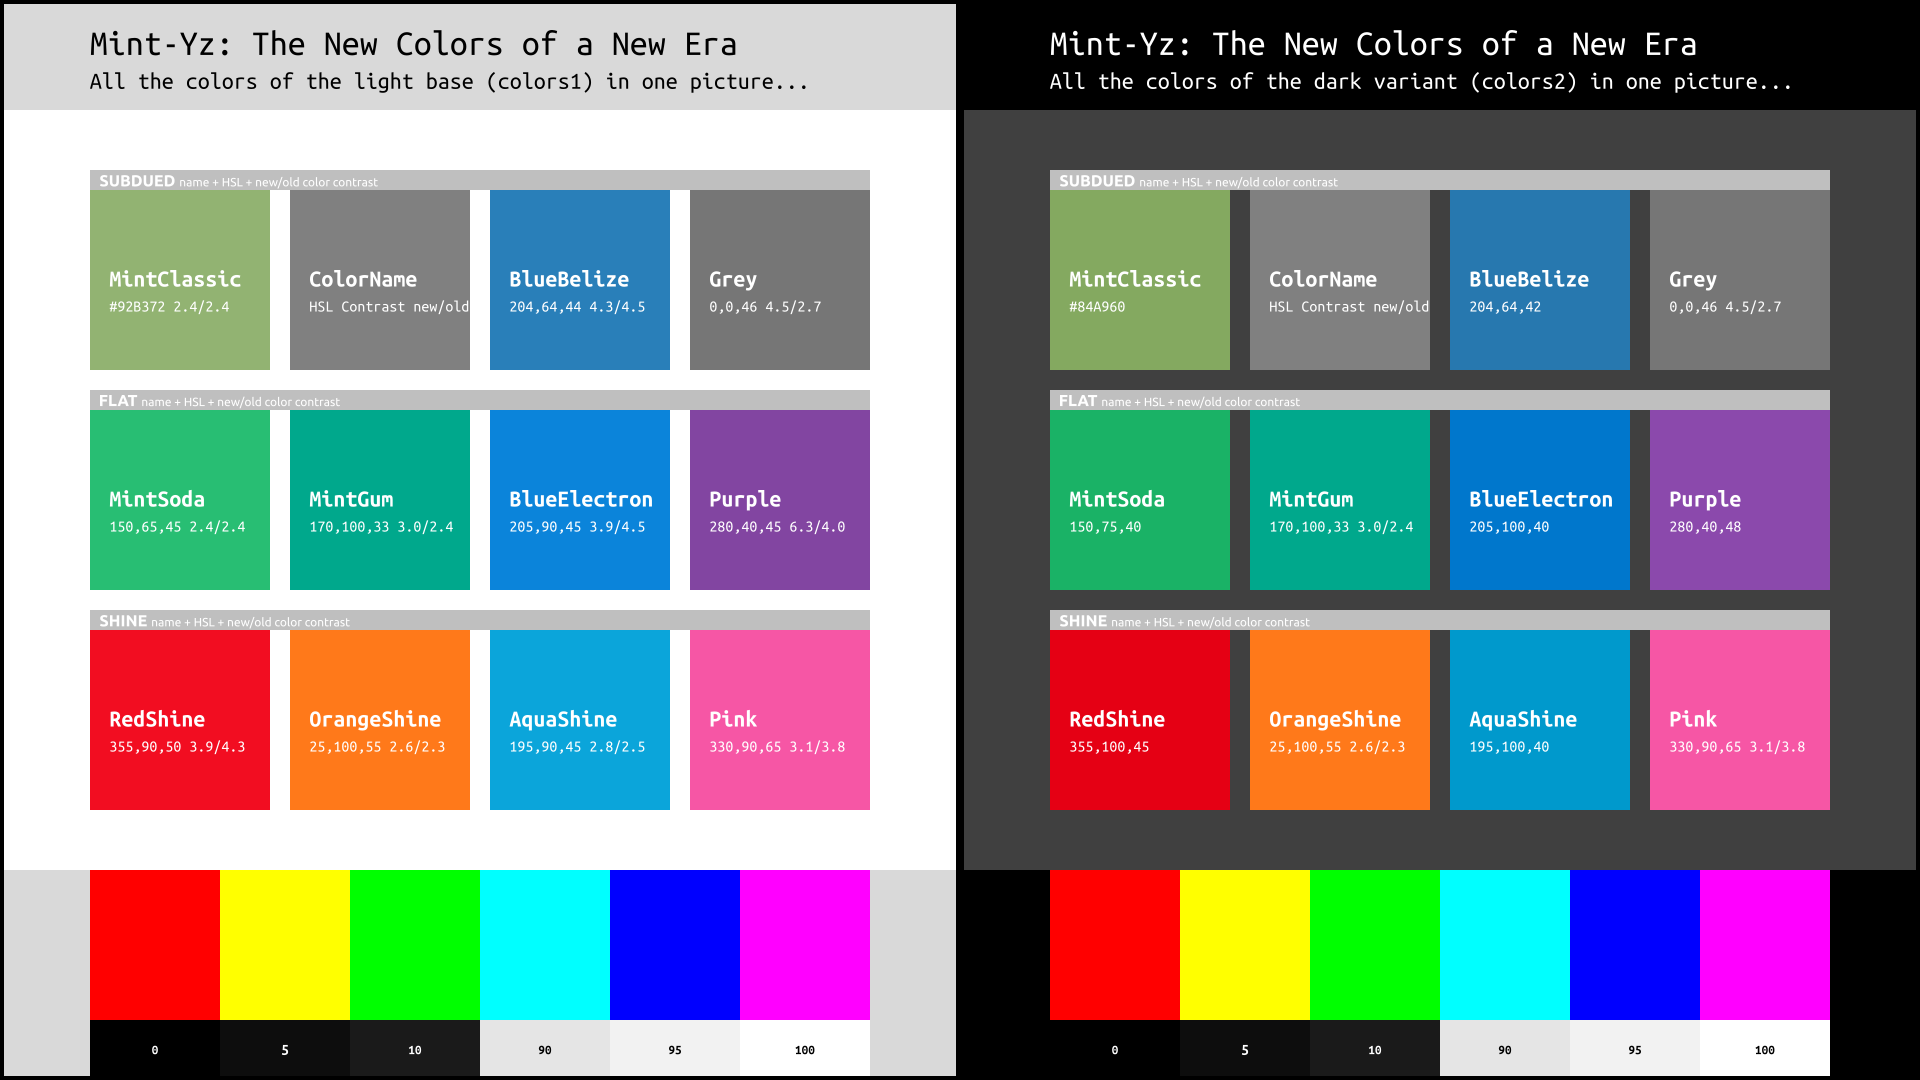 Mint-Yz: The New Colors of a New Era
All the colors of the light base (colors1) in one picture...
SUBDUED name + HSL + new/old color contrast
MintClassic
#92B372 2.4/2.4
ColorName
HSL Contrast new/old
BlueBelize
204,64,44 4.3/4.5
Grey
0,0,46 4.5/2.7
FLAT name + HSL + new/old color contrast
MintSoda
150,65,45 2.4/2.4
MintGum
170,100,33 3.0/2.4
BlueElectron
205,90,45 3.9/4.5
Purple
280,40,45 6.3/4.0
SHINE name + HSL + new/old color contrast
RedShine
355,90,50 3.9/4.3
OrangeShine
25,100,55 2.6/2.3
AquaShine
195,90,45 2.8/2.5
Pink
330,90,65 3.1/3.8
0 5 10 90 95 100
Mint-Yz: The New Colors of a New Era
All the colors of the dark variant (colors2) in one picture...
SUBDUED name + HSL + new/old color contrast
MintClassic
#84A960
ColorName
HSL Contrast new/old
BlueBelize
204,64,42
Grey
0,0,46 4.5/2.7
FLAT name + HSL + new/old color contrast
MintSoda
150,75,40
MintGum
170,100,33 3.0/2.4
BlueElectron
205,100,40
Purple
280,40,48
SHINE name + HSL + new/old color contrast
RedShine
355,100,45
OrangeShine
25,100,55 2.6/2.3
AquaShine
195,100,40
Pink
330,90,65 3.1/3.8
0 5 10 90 95 100